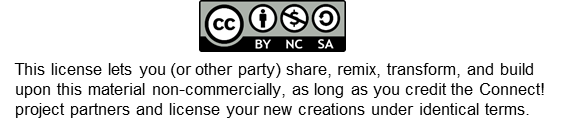 cc
BY NC SA
This license lets you (or other party) share, remix, transform, and build
upon this material non-commercially, as long as you credit the Connect!
project partners and license your new creations under identical terms.